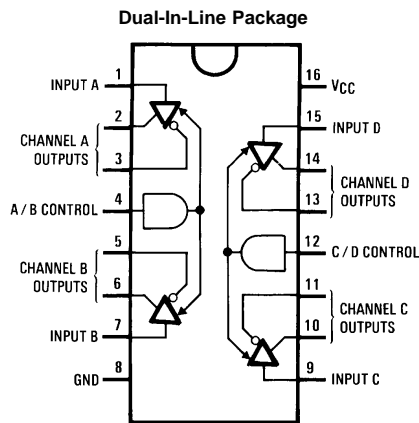 Dual-In-Line Package
INPUT A
1
2
CHANNEL A
OUTPUTS
3
A/B CONTROL
4
5
CHANNEL B
OUTPUTS
6
INPUT B
7
GND
8
16
VCC
15
INPUT D
14
CHANNEL D
OUTPUTS
13
12
C/D CONTROL
11
CHANNEL C
OUTPUTS
10
9
INPUT C